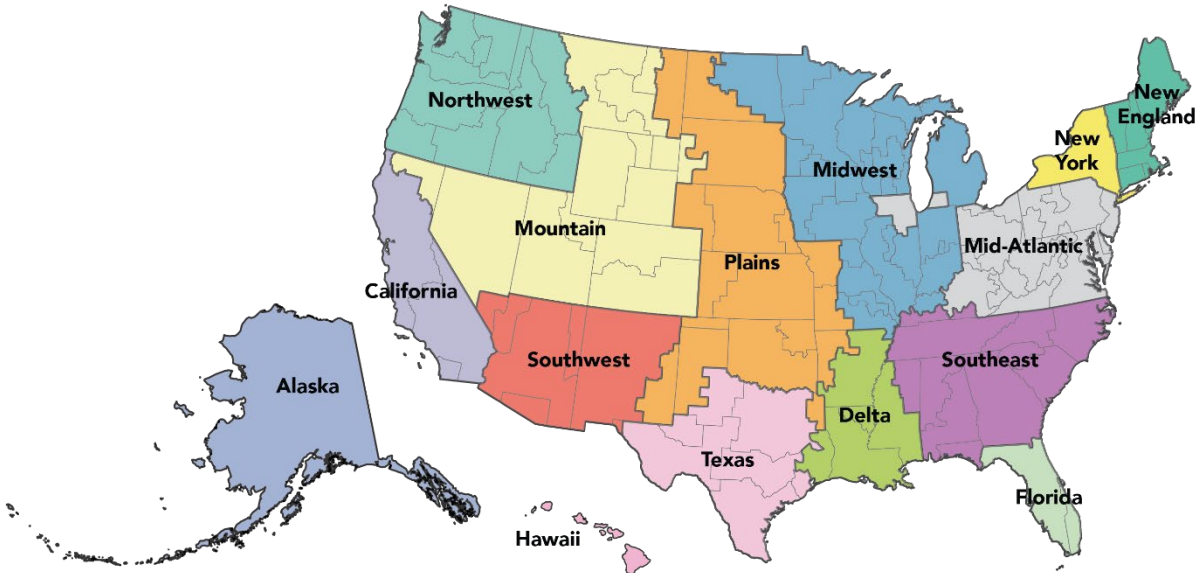 Northwest
New
England
New
York
Midwest
Mountain
Mid-Atlantic
Plains
California
Southwest
Southeast
Alaska
Delta
Texas
Florida
Hawaii